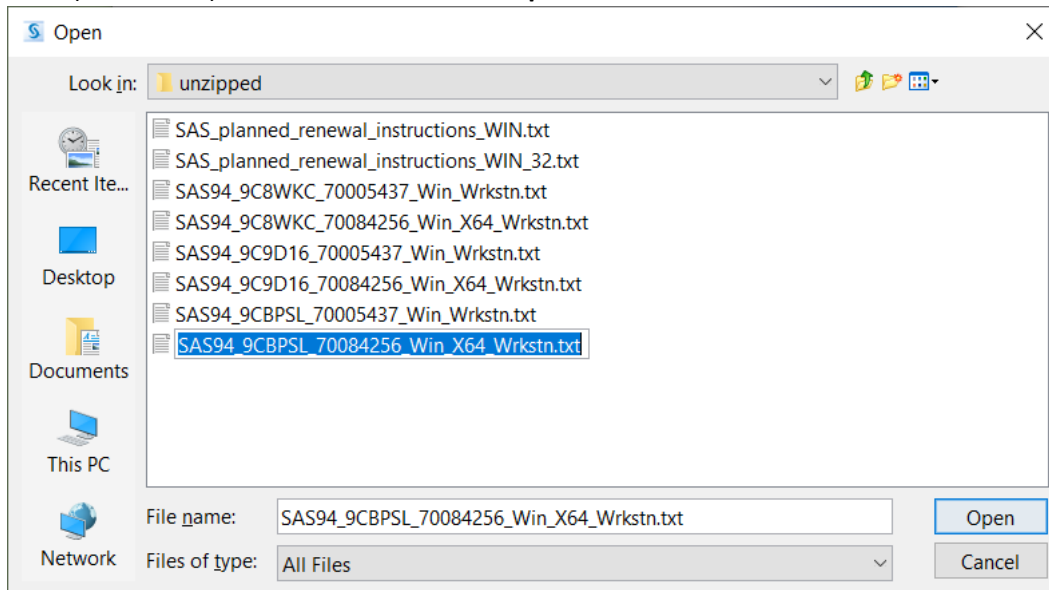 Open
Look in:
unzipped
Recent Ite...
Desktop
Documents
This PC
Network
SAS_planned_renewal_instructions_WIN.txt
SAS_planned_renewal_instructions_WIN_32.txt
SAS94_9C8WKC_70005437_Win_Wrkstn.txt
SAS94_9C8WKC_70084256_Win_X64_Wrkstn.txt
SAS94_9C9D16_70005437_Win_Wrkstn.txt
SAS94_9C9D16_70084256_Win_X64_Wrkstn.txt
SAS94_9CBPSL_70005437_Win_Wrkstn.txt
SAS94_9CBPSL_70084256_Win_X64_Wrkstn.txt
File name:
SAS94_9CBPSL_70084256_Win_X64_Wrkstn.txt
Open
Files of type:
All Files
Cancel